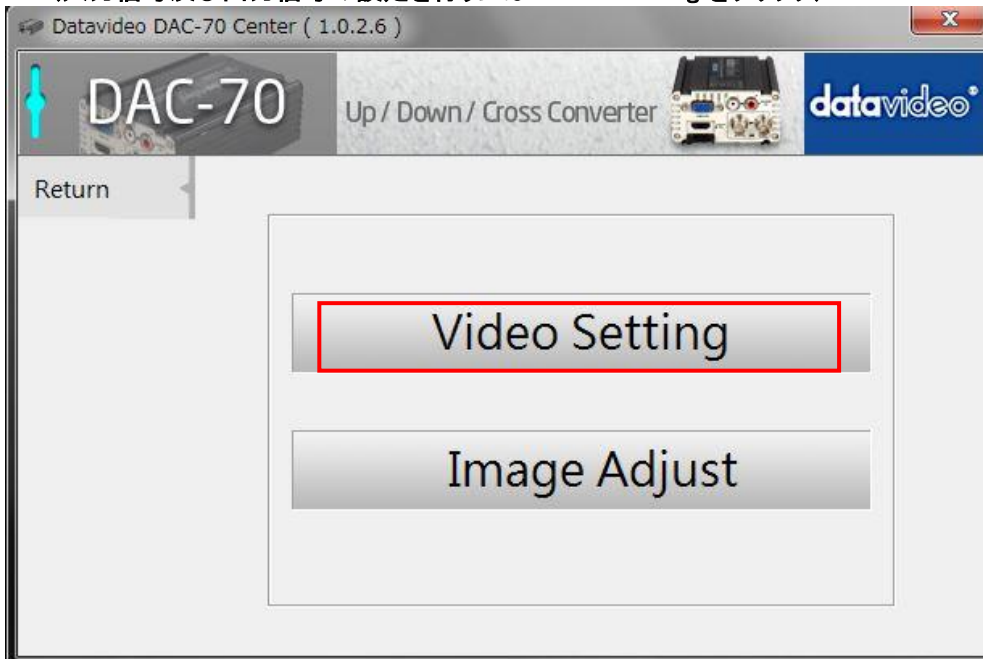 Datavideo DAC-70 Center ( 1.0.2.6 )
x
DAC-70
Up / Down / Cross Converter
datavideo
Return
Video Setting
Image Adjust